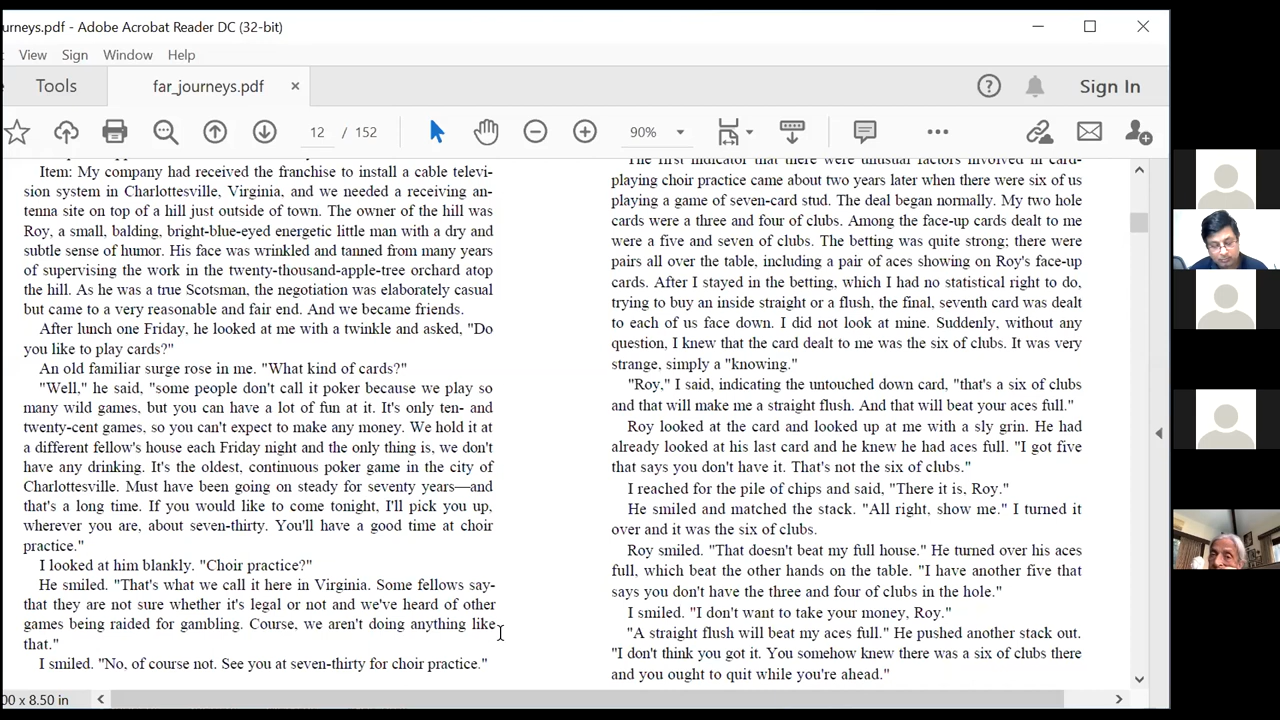 urneys.pdf - Adobe Acrobat Reader DC (32-bit)
View Sign Window Help
Tools far_journeys.pdf × Sign In
12 / 152 90%
Item: My company had received the franchise to install a cable televi-
sion system in Charlottesville, Virginia, and we needed a receiving an-
tenna site on top of a hill just outside of town. The owner of the hill was
Roy, a small, balding, bright-blue-eyed energetic little man with a dry and
subtle sense of humor. His face was wrinkled and tanned from many years
of supervising the work in the twenty-thousand-apple-tree orchard atop
the hill. As he was a true Scotsman, the negotiation was elaborately casual
but came to a very reasonable and fair end. And we became friends.
After lunch one Friday, he looked at me with a twinkle and asked, "Do
you like to play cards?"
An old familiar surge rose in me. "What kind of cards?"
"Well," he said, "some people don't call it poker because we play so
many wild games, but you can have a lot of fun at it. It's only ten- and
twenty-cent games, so you can't expect to make any money. We hold it at
a different fellow's house each Friday night and the only thing is, we don't
have any drinking. It's the oldest, continuous poker game in the city of
Charlottesville. Must have been going on steady for seventy years—and
that's a long time. If you would like to come tonight, I'll pick you up,
wherever you are, about seven-thirty. You'll have a good time at choir
practice."
I looked at him blankly. "Choir practice?"
He smiled. "That's what we call it here in Virginia. Some fellows say-
that they are not sure whether it's legal or not and we've heard of other
games being raided for gambling. Course, we aren't doing anything like
that."
I smiled. "No, of course not. See you at seven-thirty for choir practice."
The first indicator that there were unusual factors involved in card-
playing choir practice came about two years later when there were six of us
playing a game of seven-card stud. The deal began normally. My two hole
cards were a three and four of clubs. Among the face-up cards dealt to me
were a five and seven of clubs. The betting was quite strong; there were
pairs all over the table, including a pair of aces showing on Roy's face-up
cards. After I stayed in the betting, which I had no statistical right to do,
trying to buy an inside straight or a flush, the final, seventh card was dealt
to each of us face down. I did not look at mine. Suddenly, without any
question, I knew that the card dealt to me was the six of clubs. It was very
strange, simply a "knowing."
"Roy," I said, indicating the untouched down card, "that's a six of clubs
and that will make me a straight flush. And that will beat your aces full."
Roy looked at the card and looked up at me with a sly grin. He had
already looked at his last card and he knew he had aces full. "I got five
that says you don't have it. That's not the six of clubs."
I reached for the pile of chips and said, "There it is, Roy."
He smiled and matched the stack. "All right, show me." I turned it
over and it was the six of clubs.
Roy smiled. "That doesn't beat my full house." He turned over his aces
full, which beat the other hands on the table. "I have another five that
says you don't have the three and four of clubs in the hole."
I smiled. "I don't want to take your money, Roy."
"A straight flush will beat my aces full." He pushed another stack out.
"I don't think you got it. You somehow knew there was a six of clubs there
and you ought to quit while you're ahead."
00 x 8.50 in